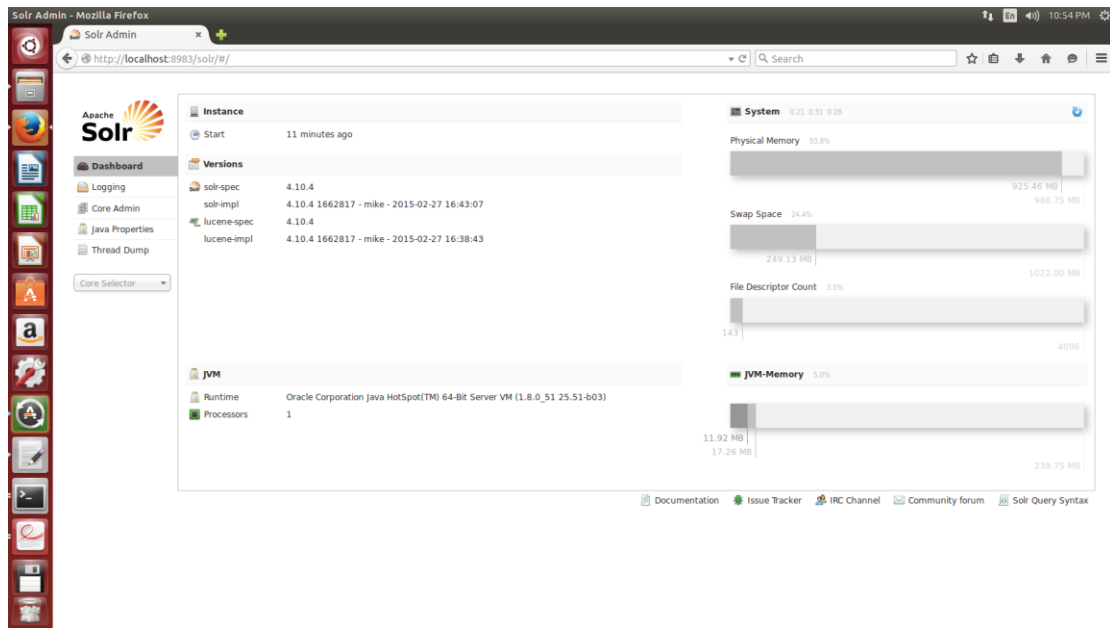 Solr Admin - Mozilla Firefox
En
10:54 PM
Solr Admin
http://localhost:8983/solr/#/
Search
Apache
Solr
Dashboard
Logging
Core Admin
Java Properties
Thread Dump
Core Selector
Instance
Start 11 minutes ago
Versions
solr-spec 4.10.4
solr-impl 4.10.4 1662817 - mike - 2015-02-27 16:43:07
lucene-spec 4.10.4
lucene-impl 4.10.4 1662817 - mike - 2015-02-27 16:38:43
JVM
Runtime Oracle Corporation Java HotSpot(TM) 64-Bit Server VM (1.8.0_51 25.51-b03)
Processors 1
System 0.21 0.31 0.28
Physical Memory 93.8%
925.46 MB
986.75 MB
Swap Space 24.4%
249.13 MB
1022.00 MB
File Descriptor Count 3.5%
143
4096
JVM-Memory 5.0%
11.92 MB
17.26 MB
239.75 MB
Documentation Issue Tracker IRC Channel Community forum Solr Query Syntax